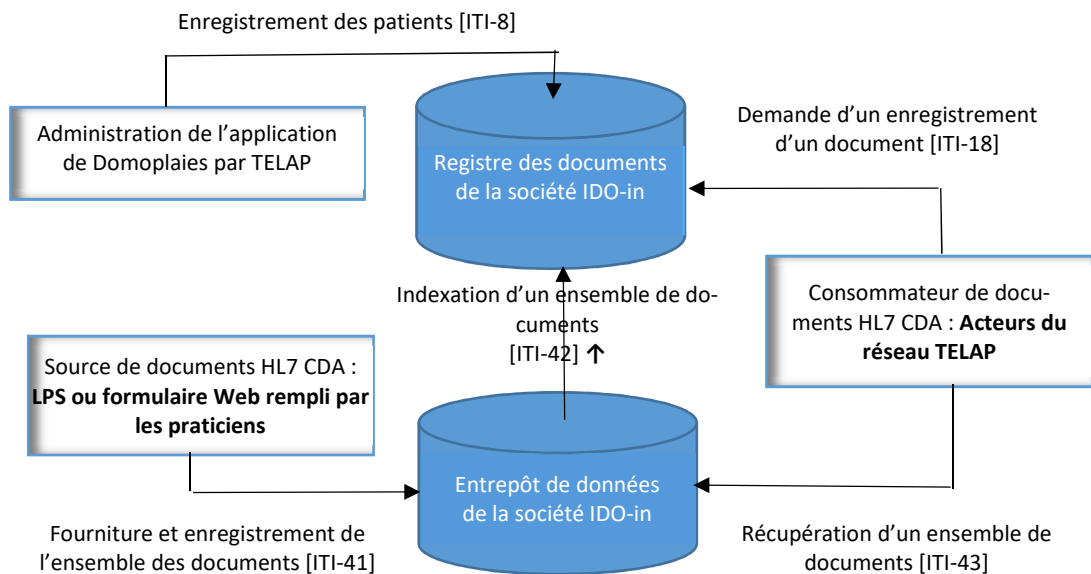 Enregistrement des patients [ITI-8]
Administration de l’application
de Domoplaies par TELAP
Registre des documents
de la société IDO-in
Demande d’un enregistrement
d’un document [ITI-18]
Indexation d’un ensemble de do-
cuments
[ITI-42] ↑
Consommateur de docu-
ments HL7 CDA : Acteurs du
réseau TELAP
Source de documents HL7 CDA :
LPS ou formulaire Web rempli par
les praticiens
Entrepôt de données
de la société IDO-in
Fourniture et enregistrement de
l’ensemble des documents [ITI-41]
Récupération d’un ensemble de
documents [ITI-43]